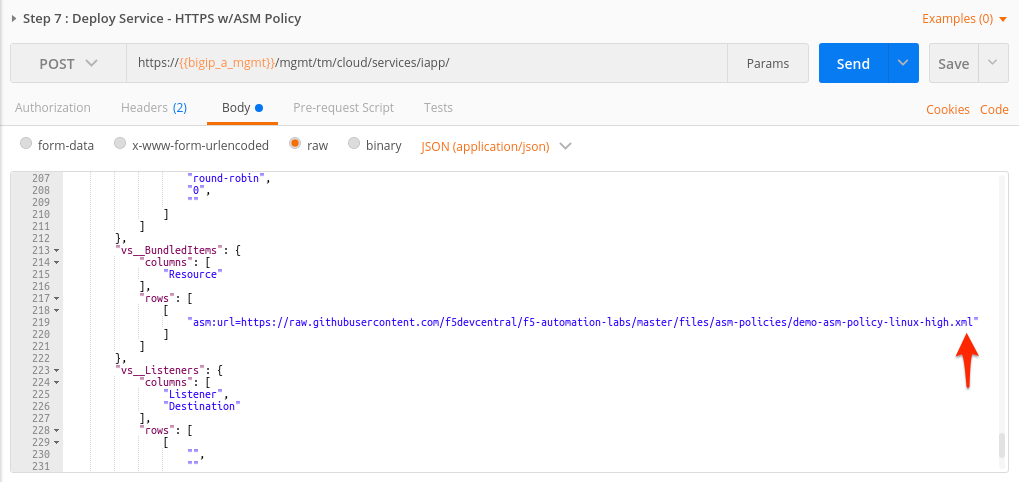 Step 7 : Deploy Service - HTTPS w/ASM Policy
Examples (0)
POST
https://{{bigip_a_mgmt}}/mgmt/tm/cloud/services/iapp/
Params
Send
Save
Authorization
Headers (2)
Body
Pre-request Script
Tests
Cookies
Code
form-data
x-www-form-urlencoded
raw
binary
JSON (application/json)
207 "round-robin",
208 "0",
209 ""
210 ]
211 ]
212 },
213 "vs__BundledItems": {
214 "columns": [
215 "Resource"
216 ],
217 "rows": [
218 [
219 "asm:url=https://raw.githubusercontent.com/f5devcentral/f5-automation-labs/master/files/asm-policies/demo-asm-policy-linux-high.xml"
220 ]
221 ]
222 },
223 "vs__Listeners": {
224 "columns": [
225 "Listener",
226 "Destination"
227 ],
228 "rows": [
229 [
230 "",
231 ""